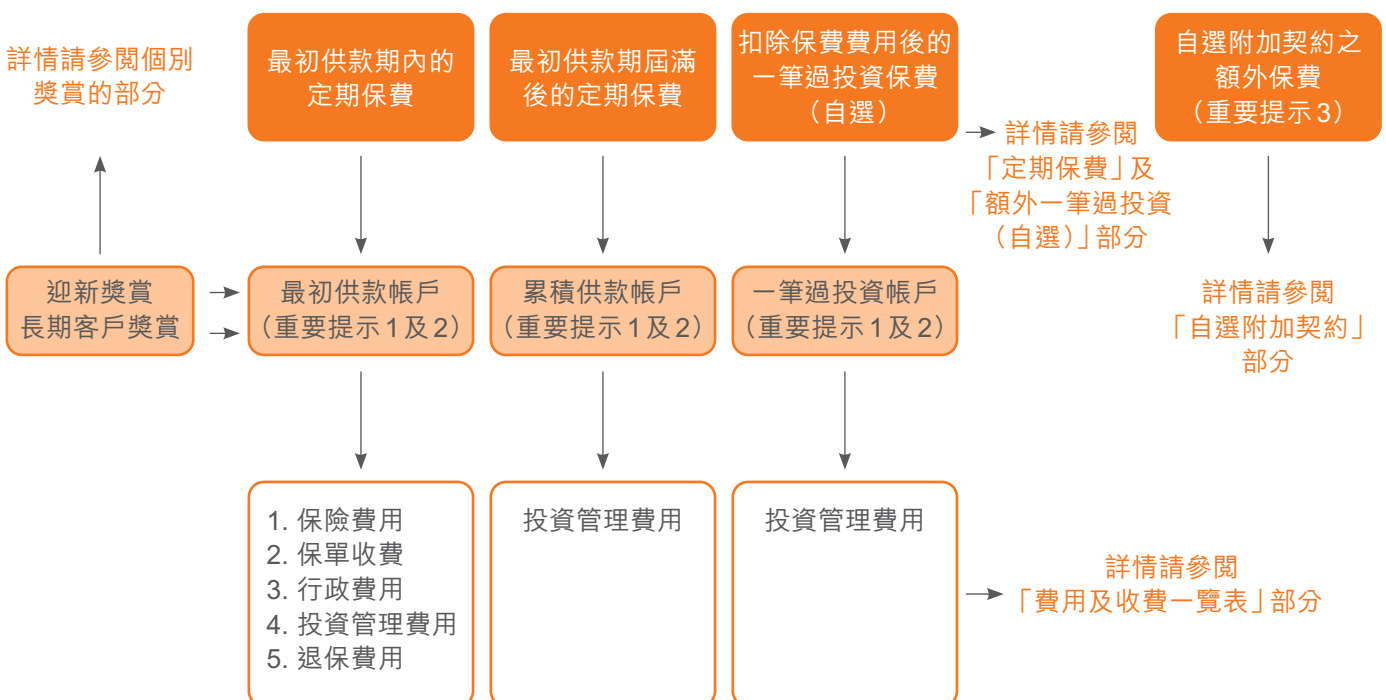 詳情請參閱個別
獎賞的部分
最初供款期內的
定期保費
最初供款期屆滿
後的定期保費
扣除保費費用後的
一筆過投資保費
（自選）
自選附加契約之
額外保費
（重要提示3）
詳情請參閱
「定期保費」及
「額外一筆過投資
（自選）」部分
迎新獎賞
長期客戶獎賞
最初供款帳戶
（重要提示1及2）
累積供款帳戶
（重要提示1及2）
一筆過投資帳戶
（重要提示1及2）
詳情請參閱
「自選附加契約」
部分
1. 保險費用
2. 保單收費
3. 行政費用
4. 投資管理費用
5. 退保費用
投資管理費用
投資管理費用
詳情請參閱
「費用及收費一覽表」部分